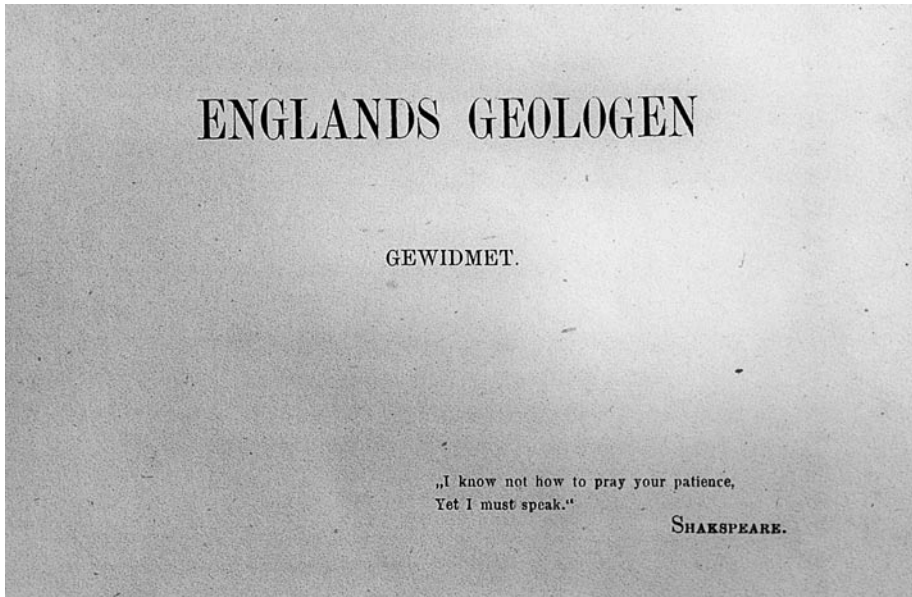 ENGLANDS GEOLOGEN
GEWIDMET.
„I know not how to pray your patience,
Yet I must speak.“
SHAKSPEARE.